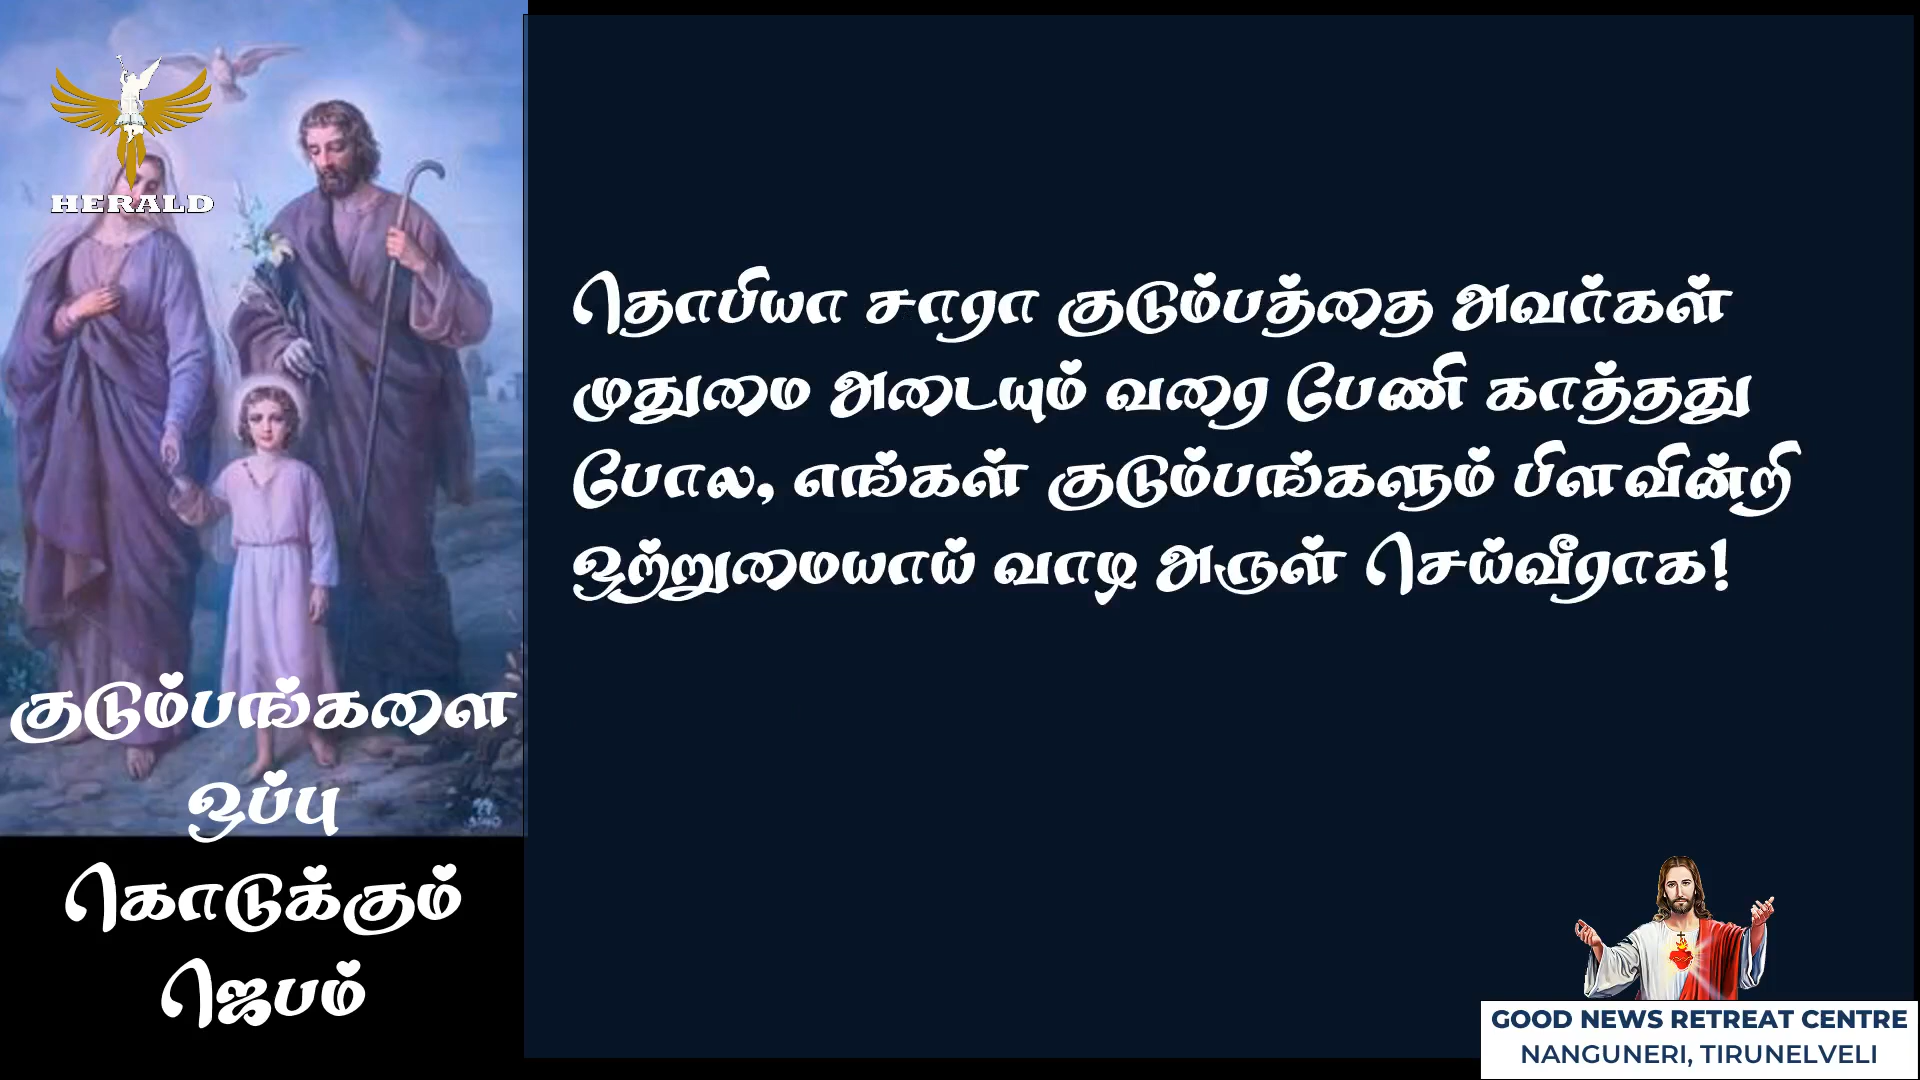 HERALD
குடும்பங்களை
ஒப்பு
கொடுக்கும்
ஜெபம்
தொபியா சாரா குடும்பத்தை அவர்கள்
முதுமை அடையும் வரை பேணி காத்தது
போல, எங்கள் குடும்பங்களும் பிளவின்றி
ஒற்றுமையாய் வாடி அருள் செய்வீராக!
GOOD NEWS RETREAT CENTRE
NANGUNERI, TIRUNELVELI